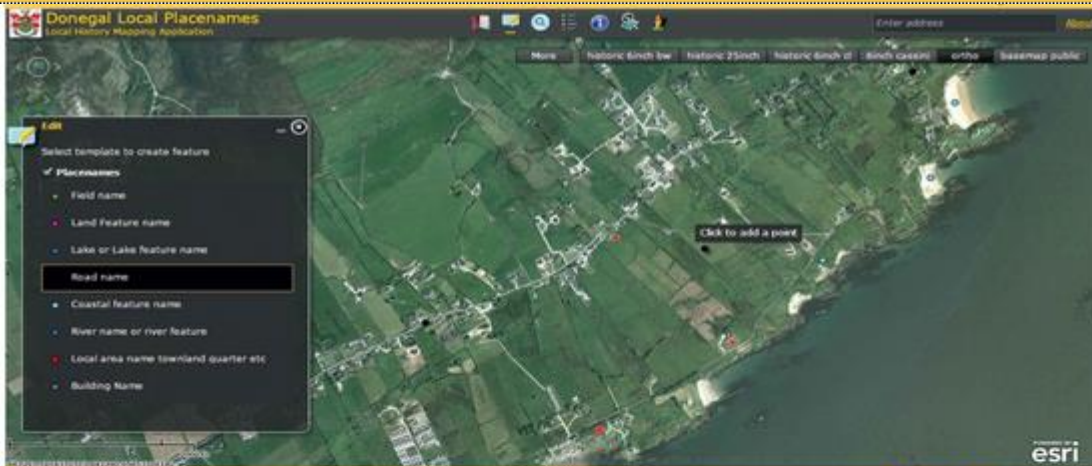 Donegal Local Placenames
Local History Mapping Application
Enter address
About
More
historic 6inch bw
historic 25inch
historic 6inch cl
6inch cassini
ortho
basemap public
Edit
Select template to create feature
Placenames
Field name
Land Feature name
Lake or Lake feature name
Road name
Coastal feature name
River name or river feature
Local area name townland quarter etc
Building Name
Click to add a point
POWERED BY
esri